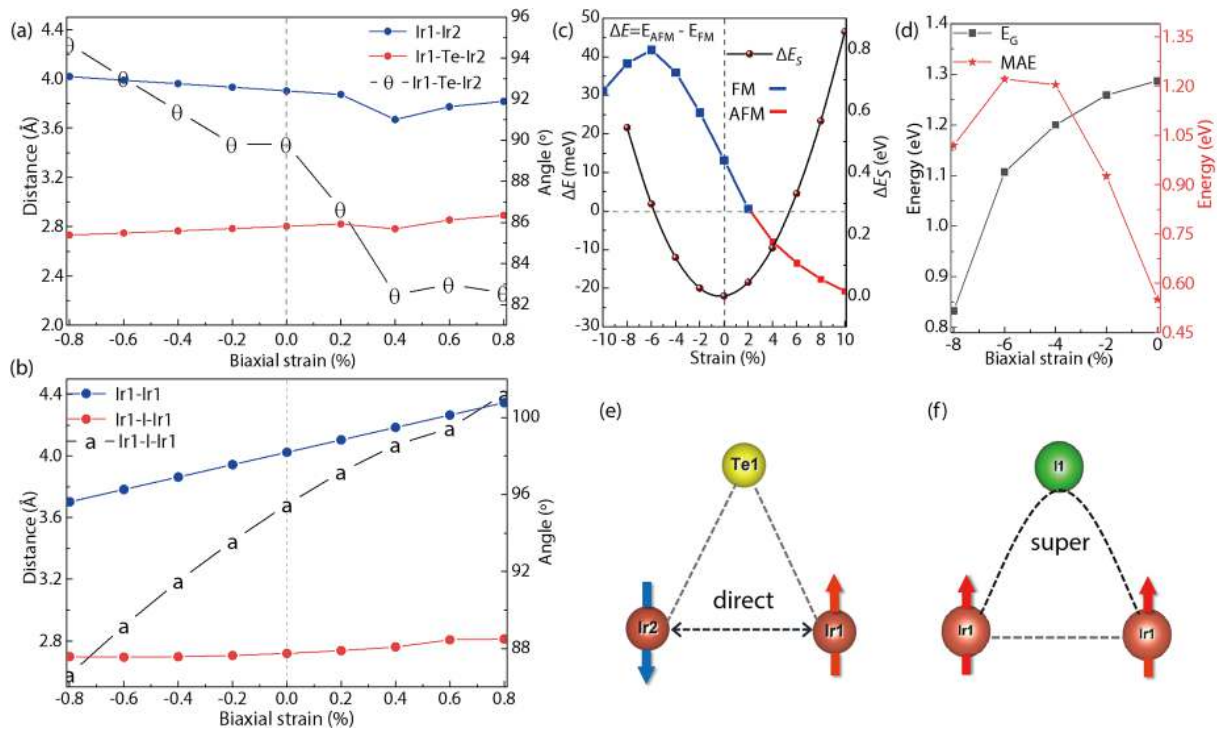 (a)
Ir1-Ir2
Ir1-Te-Ir2
θ Ir1-Te-Ir2
4.4
4.0
3.6
3.2
2.8
2.4
2.0
Distance (Å)
96
94
92
90
88
86
84
82
Angle (º)
-0.8 -0.6 -0.4 -0.2 0.0 0.2 0.4 0.6 0.8
Biaxial strain (%)
(b)
Ir1-Ir1
Ir1-I-Ir1
a Ir1-I-Ir1
4.4
4.0
3.6
3.2
2.8
Distance (Å)
100
96
92
88
Angle (º)
-0.8 -0.6 -0.4 -0.2 0.0 0.2 0.4 0.6 0.8
Biaxial strain (%)
(c)
ΔE=E_AFM - E_FM
ΔE_S
FM
AFM
50
40
30
20
10
0
-10
-20
-30
ΔE (meV)
0.8
0.6
0.4
0.2
0.0
ΔE_S (eV)
-10 -8 -6 -4 -2 0 2 4 6 8 10
Strain (%)
(d)
E_G
MAE
1.4
1.3
1.2
1.1
1.0
0.9
0.8
Energy (eV)
1.35
1.20
1.05
0.90
0.75
0.60
0.45
Energy (eV)
-8 -6 -4 -2 0
Biaxial strain (%)
(e)
Te1
direct
Ir2
Ir1
(f)
I1
super
Ir1
Ir1